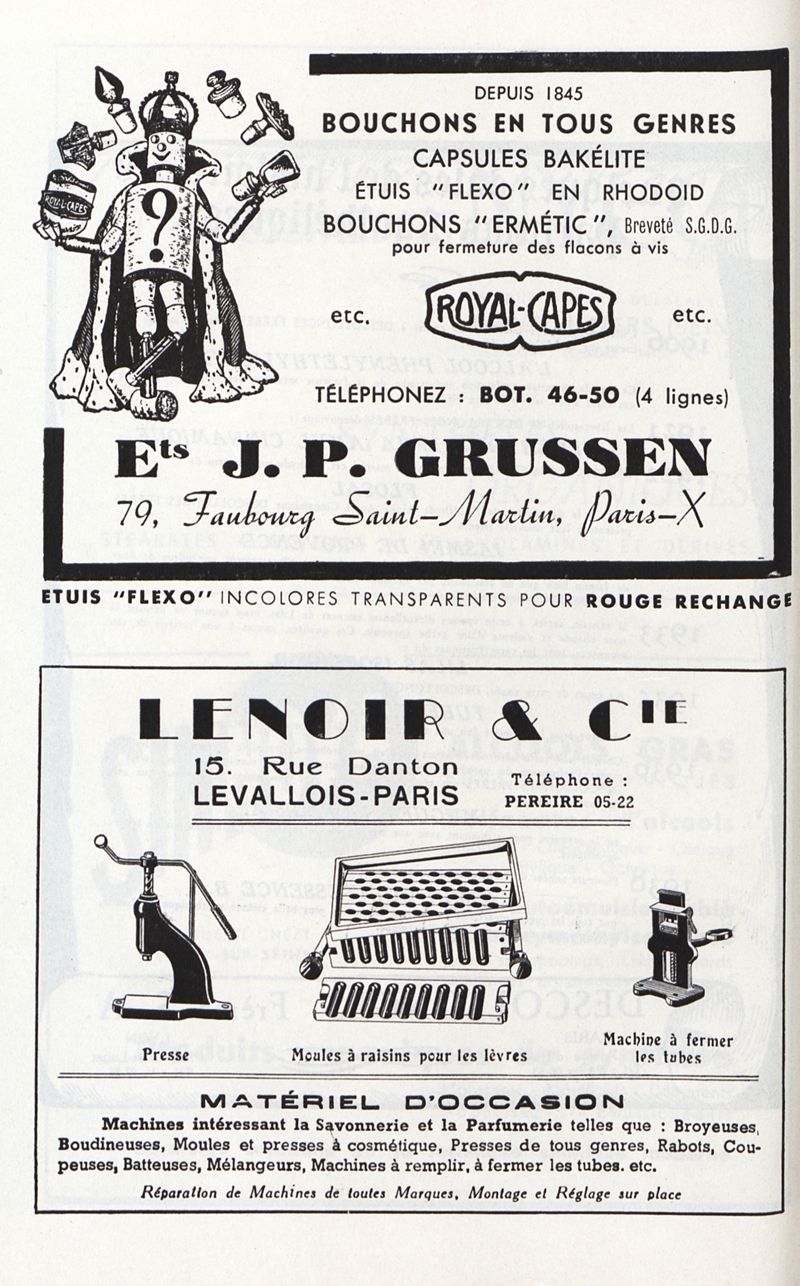 DEPUIS 1845
BOUCHONS EN TOUS GENRES
CAPSULES BAKÉLITE
ÉTUIS "FLEXO" EN RHODOID
BOUCHONS "ERMÉTIC", Breveté S.G.D.G.
pour fermeture des flacons à vis
ROYAL-CAPES
?
etc. ROYAL-CAPES etc.
TÉLÉPHONEZ : BOT. 46-50 (4 lignes)
Ets J. P. GRUSSEN
79, Faubourg Saint-Martin, Paris-X
ETUIS "FLEXO" INCOLORES TRANSPARENTS POUR ROUGE RECHANGE
LENOIR & CIE
15. Rue Danton
LEVALLOIS-PARIS
Téléphone :
PEREIRE 05-22
Presse
Moules à raisins pour les lèvres
Machine à fermer
les tubes
MATÉRIEL D'OCCASION
Machines intéressant la Savonnerie et la Parfumerie telles que : Broyeuses,
Boudineuses, Moules et presses à cosmétique, Presses de tous genres, Rabots, Cou-
peuses, Batteuses, Mélangeurs, Machines à remplir, à fermer les tubes. etc.
Réparation de Machines de toutes Marques, Montage et Réglage sur place